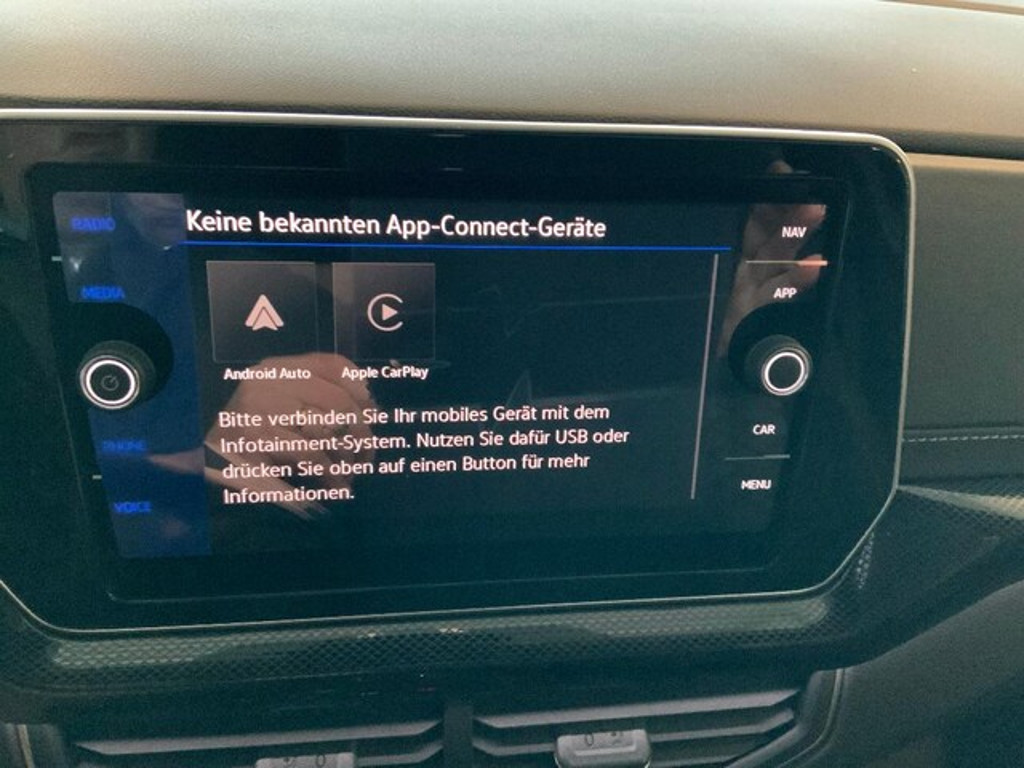 Keine bekannten App-Connect-Geräte
RADIO
MEDIA
PHONE
VOICE
Android Auto
Apple CarPlay
Bitte verbinden Sie Ihr mobiles Gerät mit dem
Infotainment-System. Nutzen Sie dafür USB oder
drücken Sie oben auf einen Button für mehr
Informationen.
NAV
APP
CAR
MENU